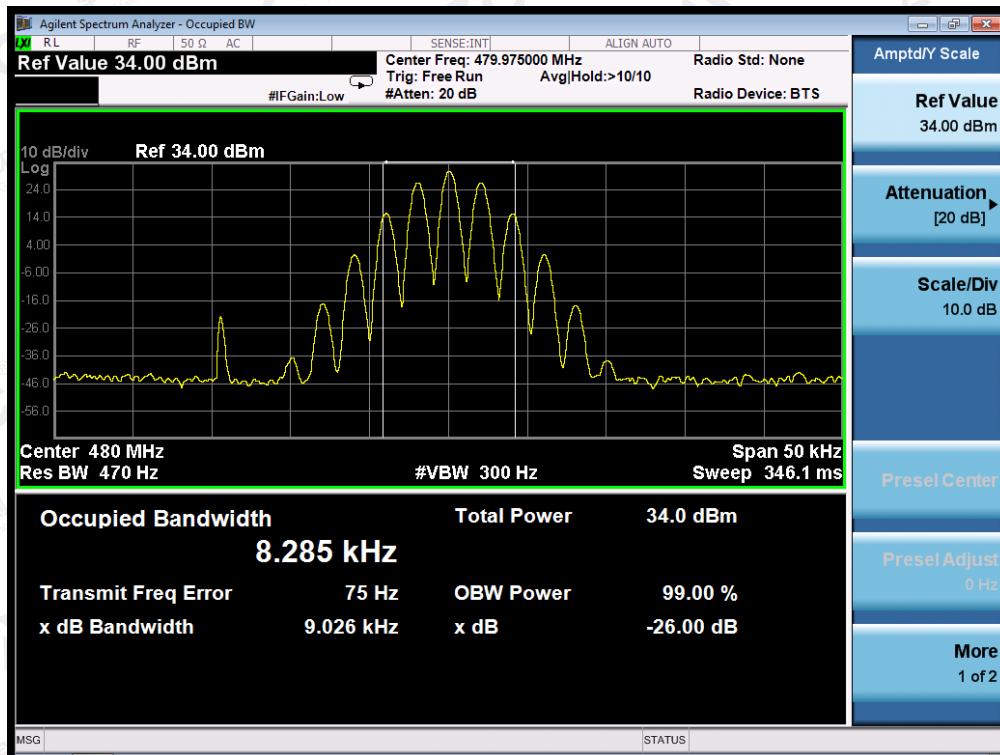 Agilent Spectrum Analyzer - Occupied BW
LXI RL RF 50 Ω AC SENSE:INT ALIGN AUTO
Ref Value 34.00 dBm
Center Freq: 479.975000 MHz
Radio Std: None
Trig: Free Run Avg|Hold:>10/10
#IFGain:Low
#Atten: 20 dB
Radio Device: BTS
10 dB/div Ref 34.00 dBm
Log
24.0
14.0
4.00
-6.00
-16.0
-26.0
-36.0
-46.0
-56.0
Center 480 MHz
Span 50 kHz
Res BW 470 Hz
#VBW 300 Hz
Sweep 346.1 ms
Occupied Bandwidth
8.285 kHz
Total Power 34.0 dBm
Transmit Freq Error 75 Hz
OBW Power 99.00 %
x dB Bandwidth 9.026 kHz
x dB -26.00 dB
Amptd/Y Scale
Ref Value
34.00 dBm
Attenuation
[20 dB]
Scale/Div
10.0 dB
Presel Center
Presel Adjust
0 Hz
More
1 of 2
MSG
STATUS